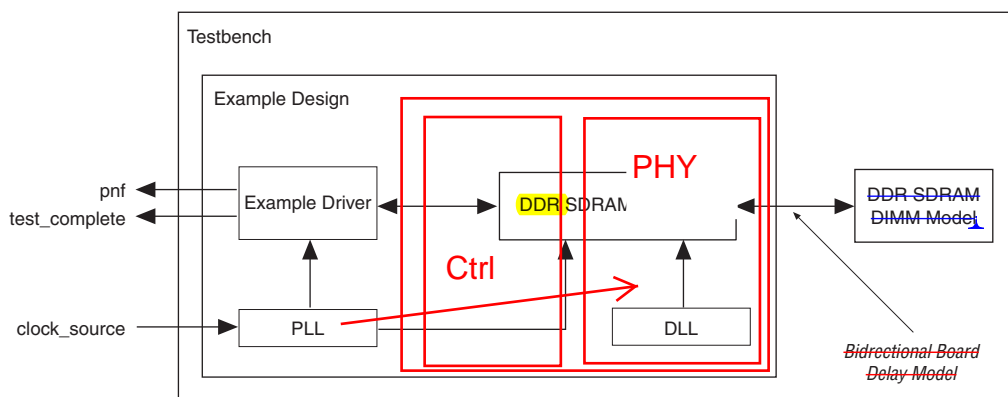 Testbench
Example Design
PHY
pnf
test_complete
Example Driver
DDR SDRAM
DDR SDRAM
DIMM Model
Ctrl
clock_source
PLL
DLL
Bidrectional Board
Delay Model